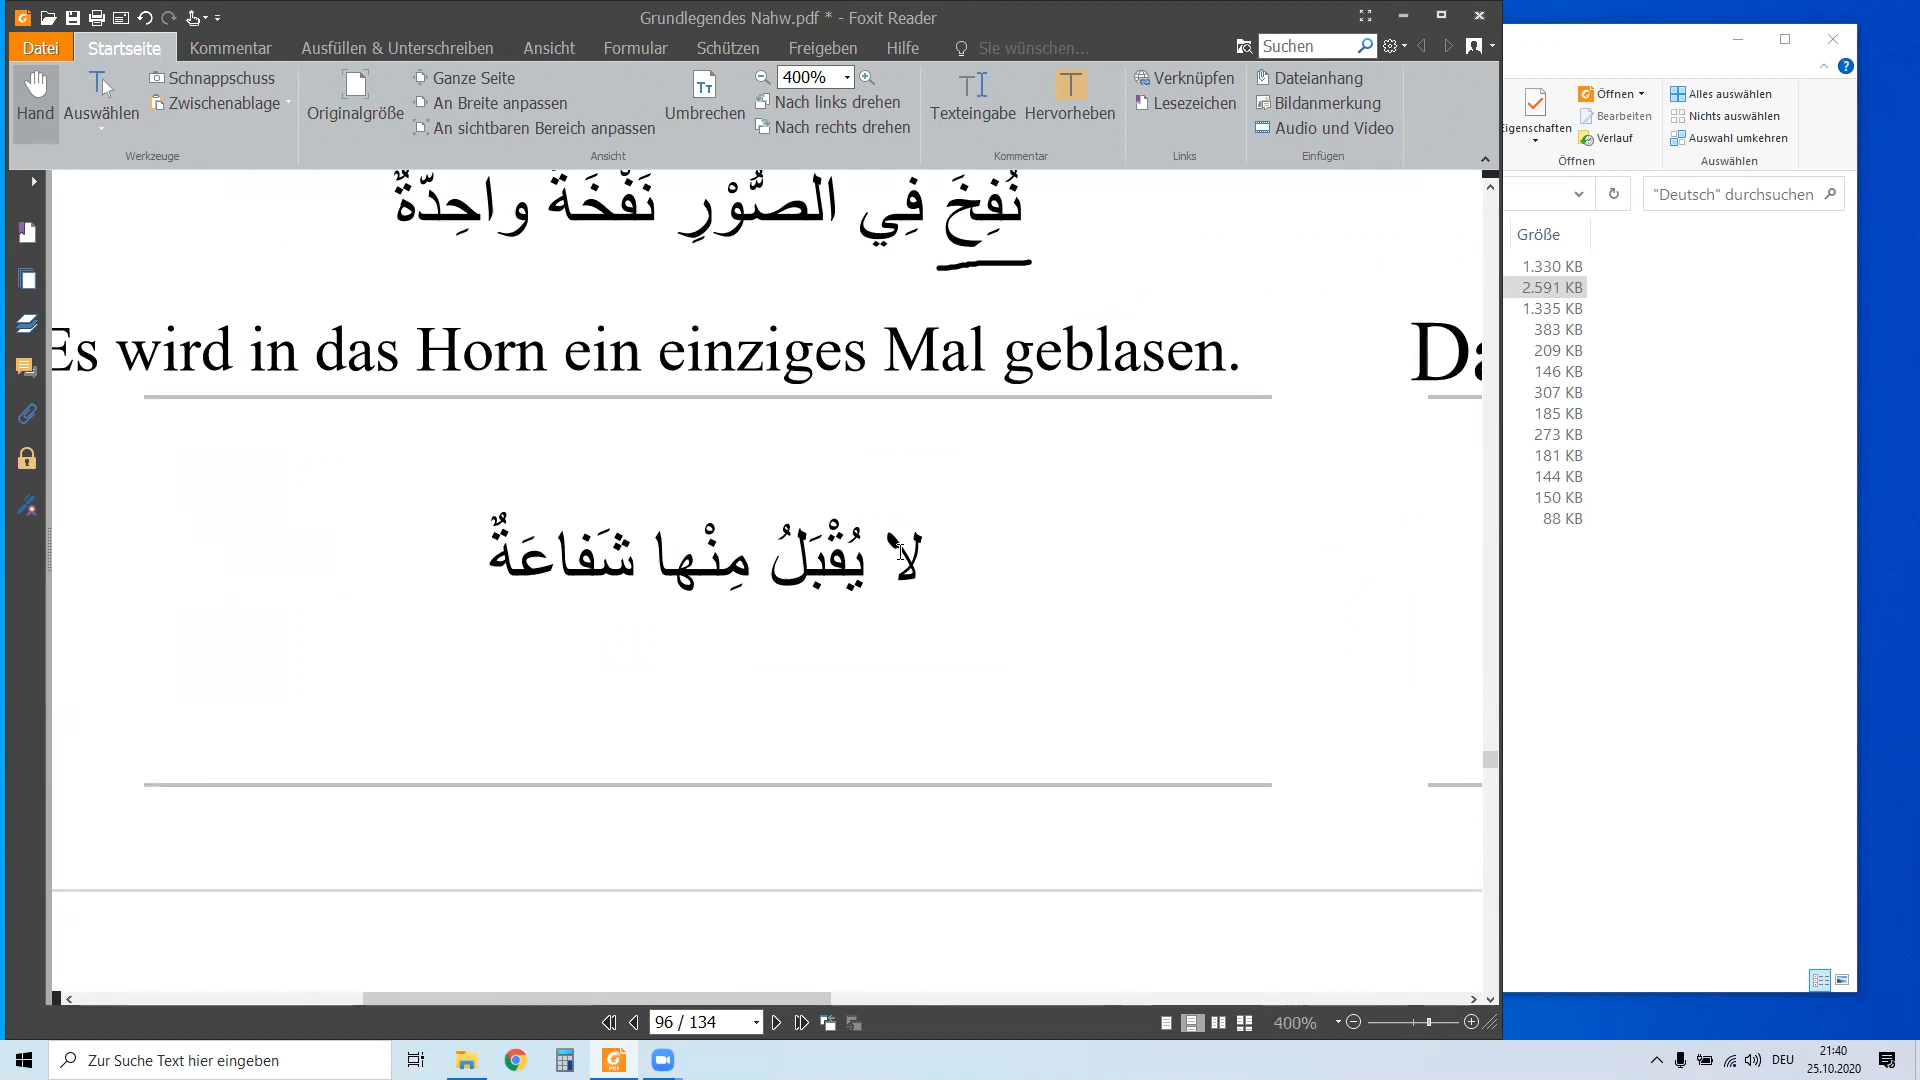 Grundlegendes Nahw.pdf * - Foxit Reader
Datei Startseite Kommentar Ausfüllen & Unterschreiben Ansicht Formular Schützen Freigeben Hilfe Sie wünschen... Suchen
Hand
Auswählen
Schnappschuss
Zwischenablage
Werkzeuge
Originalgröße
Ganze Seite
An Breite anpassen
An sichtbaren Bereich anpassen
Umbrechen
400%
Nach links drehen
Nach rechts drehen
Ansicht
Texteingabe
Hervorheben
Kommentar
Verknüpfen
Lesezeichen
Links
Dateianhang
Bildanmerkung
Audio und Video
Einfügen
نُفِخَ فِي الصُّوْرِ نَفْخَةٌ واحِدّةٌ
Es wird in das Horn ein einziges Mal geblasen.
لا يُقْبَلُ مِنْها شَفاعَةٌ
96 / 134
400%
Öffnen
Bearbeiten
Verlauf
Öffnen
Alles auswählen
Nichts auswählen
Auswahl umkehren
Auswählen
"Deutsch" durchsuchen
Größe
1.330 KB
2.591 KB
1.335 KB
383 KB
209 KB
146 KB
307 KB
185 KB
273 KB
181 KB
144 KB
150 KB
88 KB
Zur Suche Text hier eingeben
DEU
21:40
25.10.2020